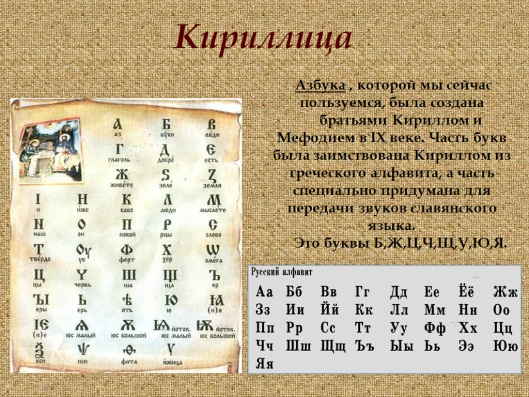 Кириллица
Азбука , которой мы сейчас
пользуемся, была создана
братьями Кириллом и
Мефодием в IX веке. Часть букв
была заимствована Кириллом из
греческого алфавита, а часть
специально придумана для
передачи звуков славянского
языка.
Это буквы Б,Ж,Ц,Ч,Щ,У,Ю,Я.
А Б В
аз буки веди
Г Д Є
глаголь добро есть
Ж Ѕ З
живете зело земля
І Н К Л М
и иже како люди мыслете
N О П Р С
наш он покой рцы слово
Т Оу Ф Х Ѡ
твердо ук ферт хер омега
Ц Ч Ш Щ Ъ
цы червь ша ща ер
Ы Ь Ѣ Ю Ꙗ
еры ерь ять ю (и)я
Ѥ Ѧ Ѫ Ѩ йотов. Ѭ йотов.
(и)е юс малый юс большой юс малый юс большой
Ѯ Ѱ Ѳ Ѵ
кси пси фита ижица
Русский алфавит
Аа Бб Вв Гг Дд Ее Ёё Жж
Зз Ии Йй Кк Лл Мм Нн Оо
Пп Рр Сс Тт Уу Фф Хх Цц
Чч Шш Щщ Ъъ Ыы Ьь Ээ Юю
Яя